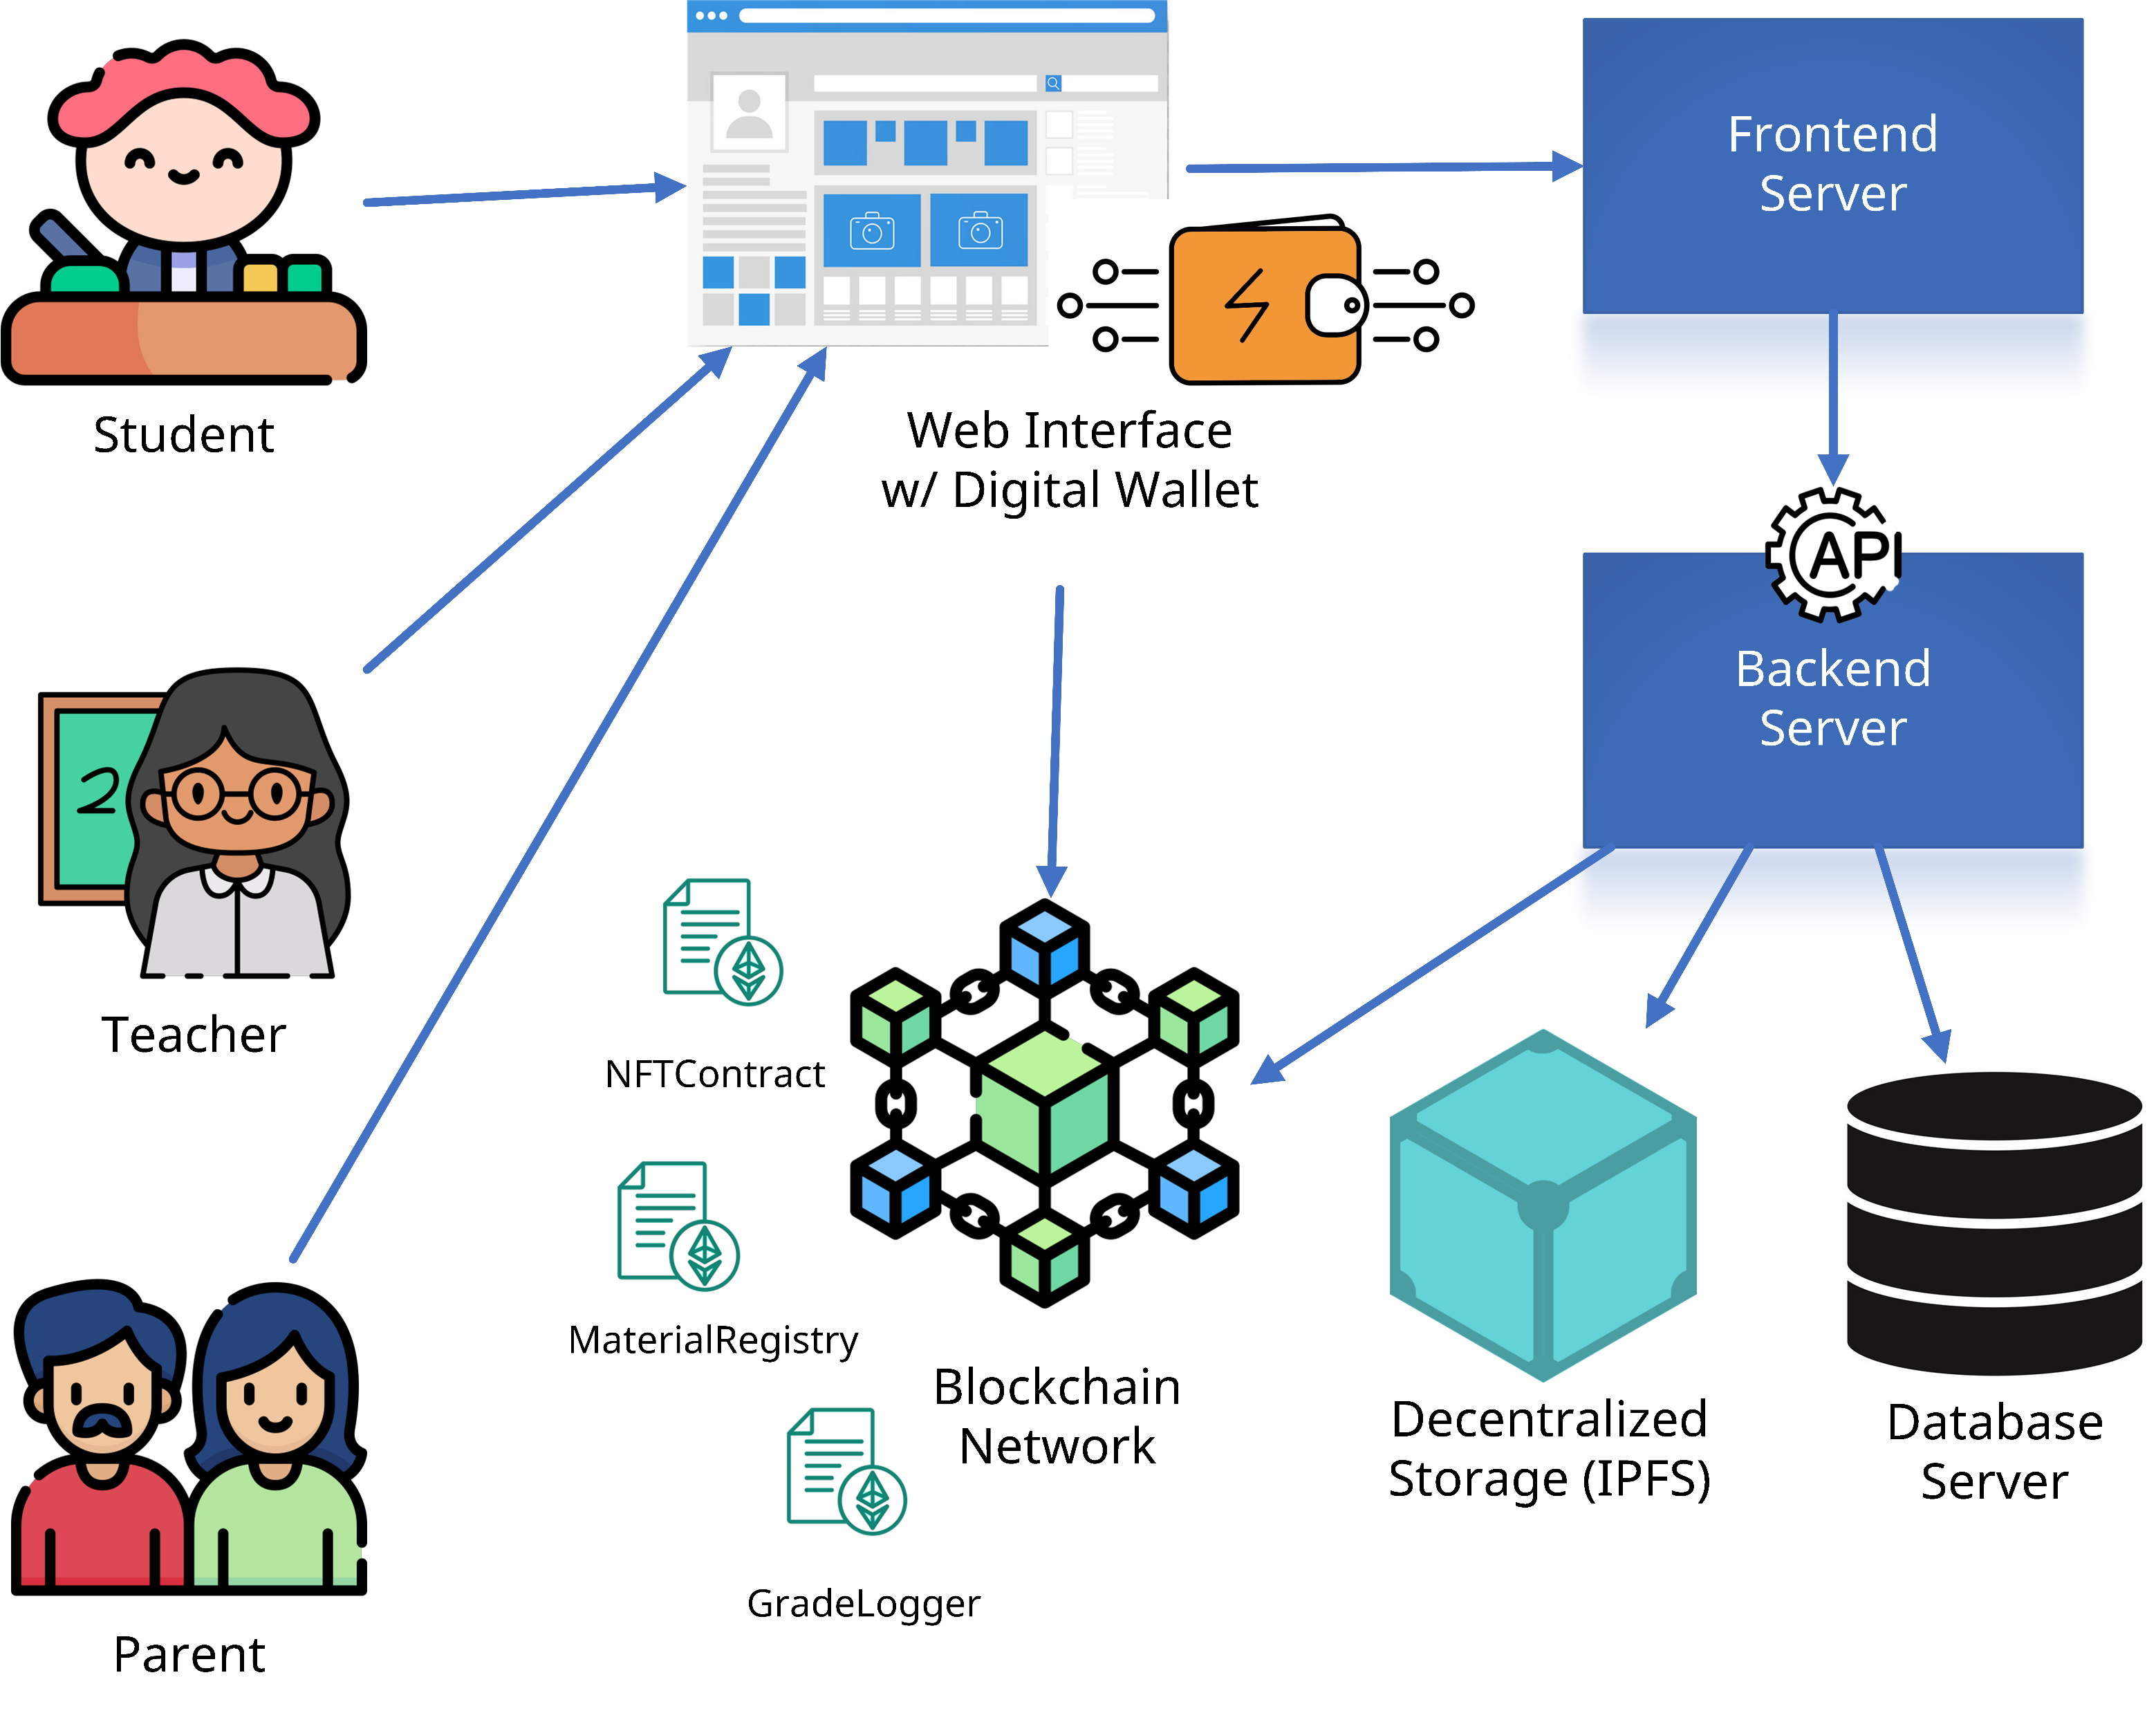 Student
Web Interface
w/ Digital Wallet
Frontend
Server
API
Backend
Server
2
Teacher
NFTContract
MaterialRegistry
GradeLogger
Blockchain
Network
Decentralized
Storage (IPFS)
Database
Server
Parent